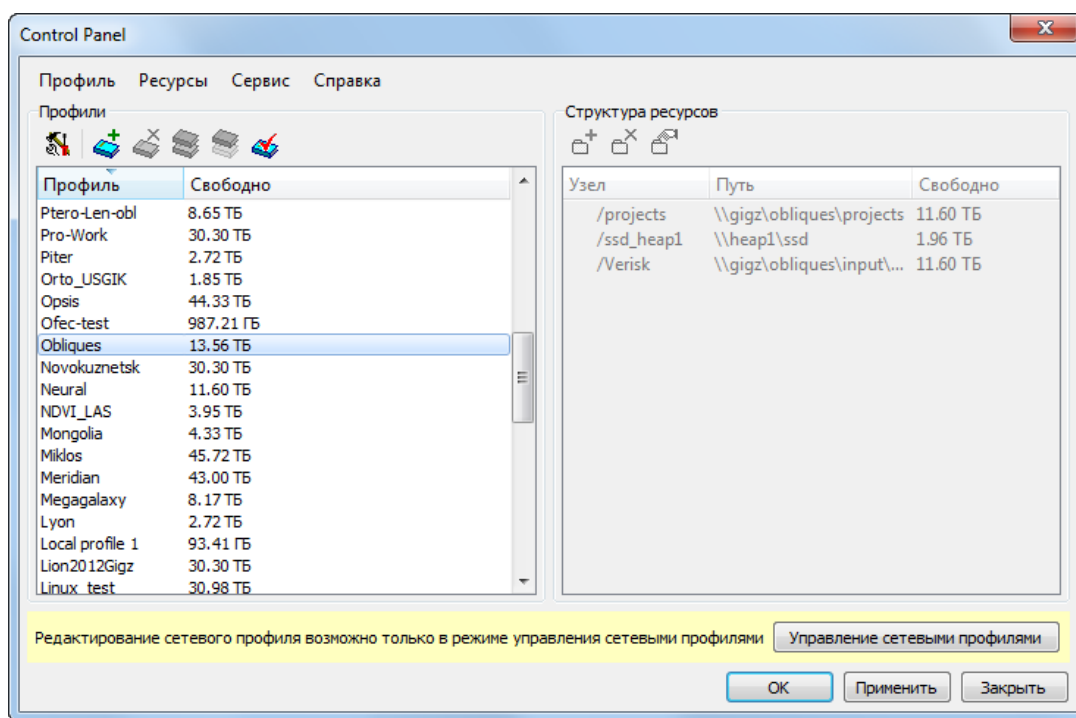 Control Panel
Профиль Ресурсы Сервис Справка
Профили
Профиль Свободно
Ptero-Len-obl 8.65 ТБ
Pro-Work 30.30 ТБ
Piter 2.72 ТБ
Orto_USGIK 1.85 ТБ
Opsis 44.33 ТБ
Ofec-test 987.21 ГБ
Obliques 13.56 ТБ
Novokuznetsk 30.30 ТБ
Neural 11.60 ТБ
NDVI_LAS 3.95 ТБ
Mongolia 4.33 ТБ
Miklos 45.72 ТБ
Meridian 43.00 ТБ
Megagalaxy 8.17 ТБ
Lyon 2.72 ТБ
Local profile 1 93.41 ГБ
Lion2012Gigz 30.30 ТБ
Linux_test 30.98 ТБ
Структура ресурсов
Узел Путь Свободно
/projects \\gigz\obliques\projects 11.60 ТБ
/ssd_heap1 \\heap1\ssd 1.96 ТБ
/Verisk \\gigz\obliques\input\... 11.60 ТБ
Редактирование сетевого профиля возможно только в режиме управления сетевыми профилями Управление сетевыми профилями
OK Применить Закрыть